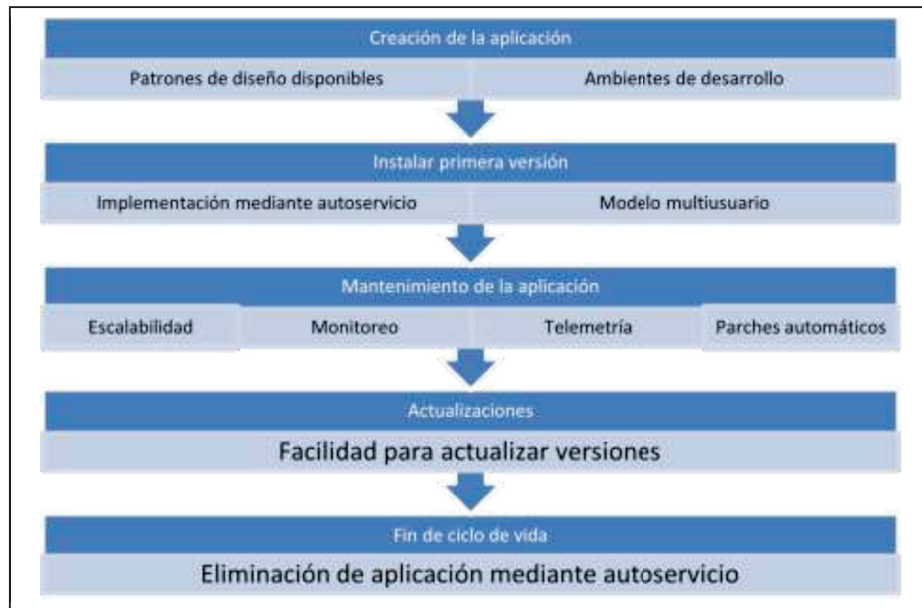 Creación de la aplicación
Patrones de diseño disponibles
Ambientes de desarrollo
Instalar primera versión
Implementación mediante autoservicio
Modelo multiusuario
Mantenimiento de la aplicación
Escalabilidad
Monitoreo
Telemetría
Parches automáticos
Actualizaciones
Facilidad para actualizar versiones
Fin de ciclo de vida
Eliminación de aplicación mediante autoservicio